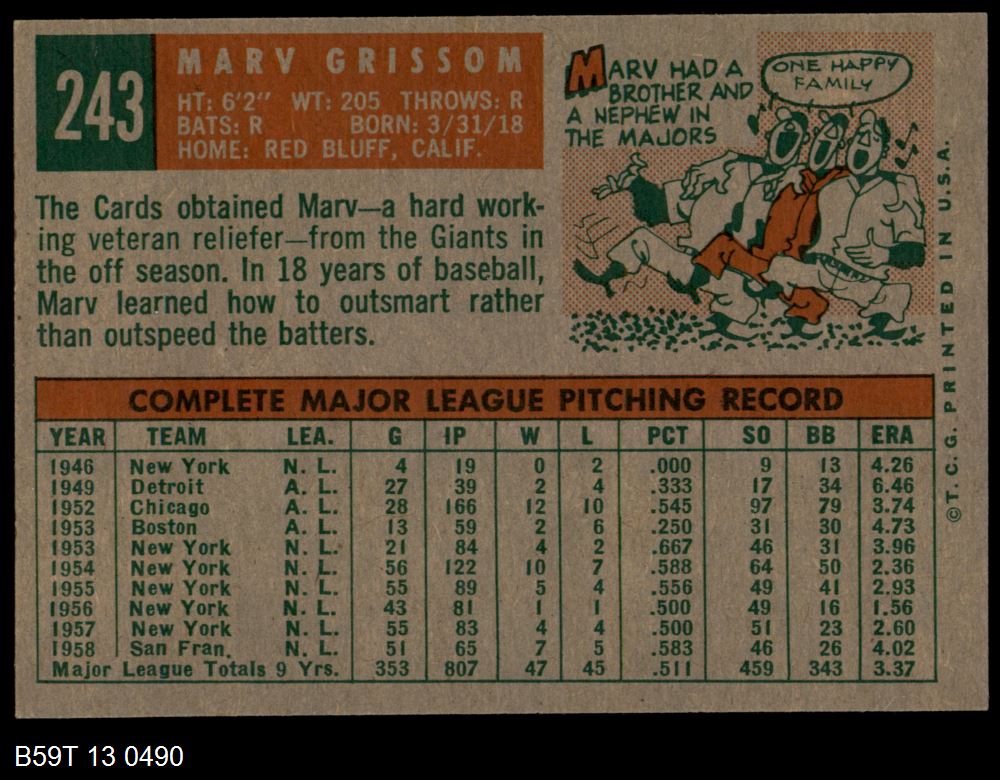 243
MARV GRISSOM
HT: 6'2" WT: 205 THROWS: R
BATS: R BORN: 3/31/18
HOME: RED BLUFF, CALIF.
MARV HAD A
BROTHER AND
A NEPHEW IN
THE MAJORS
ONE HAPPY
FAMILY
The Cards obtained Marv—a hard work-
ing veteran reliefer—from the Giants in
the off season. In 18 years of baseball,
Marv learned how to outsmart rather
than outspeed the batters.
COMPLETE MAJOR LEAGUE PITCHING RECORD
YEAR TEAM LEA. G IP W L PCT SO BB ERA
1946 New York N. L. 4 19 0 2 .000 9 13 4.26
1949 Detroit A. L. 27 39 2 4 .333 17 34 6.46
1952 Chicago A. L. 28 166 12 10 .545 97 79 3.74
1953 Boston A. L. 13 59 2 6 .250 31 30 4.73
1953 New York N. L. 21 84 4 2 .667 46 31 3.96
1954 New York N. L. 56 122 10 7 .588 64 50 2.36
1955 New York N. L. 55 89 5 4 .556 49 41 2.93
1956 New York N. L. 43 81 1 1 .500 49 16 1.56
1957 New York N. L. 55 83 4 4 .500 51 23 2.60
1958 San Fran. N. L. 51 65 7 5 .583 46 26 4.02
Major League Totals 9 Yrs. 353 807 47 45 .511 459 343 3.37
©T. C. G. PRINTED IN U.S.A.
B59T 13 0490